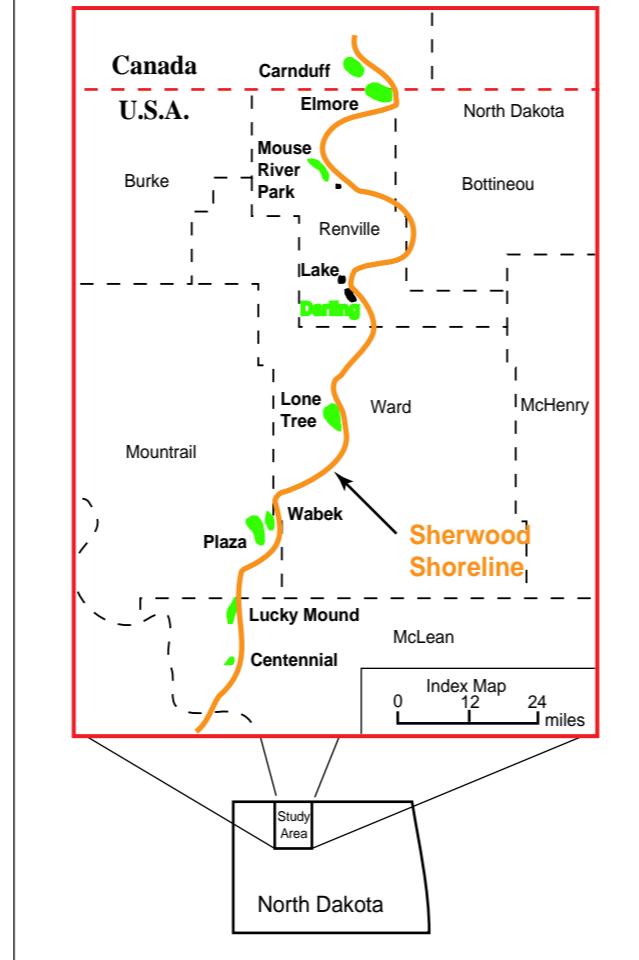 Canada
Carnduff
U.S.A.
Elmore
North Dakota
Mouse
River
Park
Burke
Bottineou
Renville
Lake
Darling
Lone
Tree
Ward
McHenry
Mountrail
Wabek
Plaza
Sherwood
Shoreline
Lucky Mound
McLean
Centennial
Index Map
0 12 24
miles
Study
Area
North Dakota